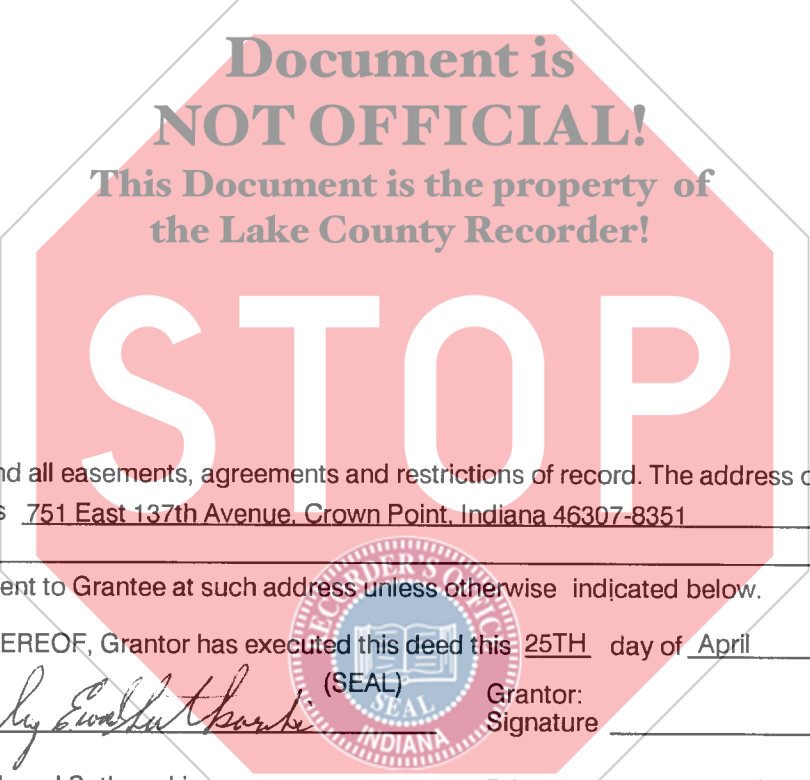 Document is
NOT OFFICIAL!
This Document is the property of
the Lake County Recorder!
STOP
nd all easements, agreements and restrictions of record. The address o
s 751 East 137th Avenue, Crown Point, Indiana 46307-8351
ent to Grantee at such address unless otherwise indicated below.
EREOF, Grantor has executed this deed this 25TH day of April
(SEAL) Grantor:
Signature
RECORDER'S OFFICE
SEAL
INDIANA